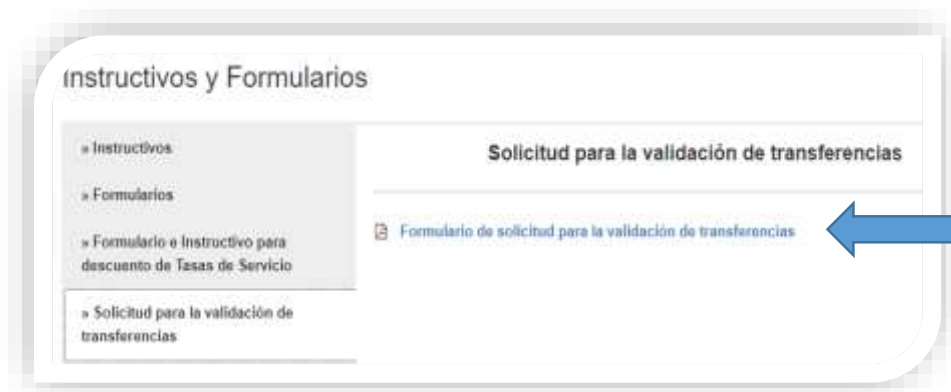 Instructivos y Formularios
» Instructivos
» Formularios
» Formulario e Instructivo para
descuento de Tasas de Servicio
» Solicitud para la validación de
transferencias
Solicitud para la validación de transferencias
Formulario de solicitud para la validación de transferencias